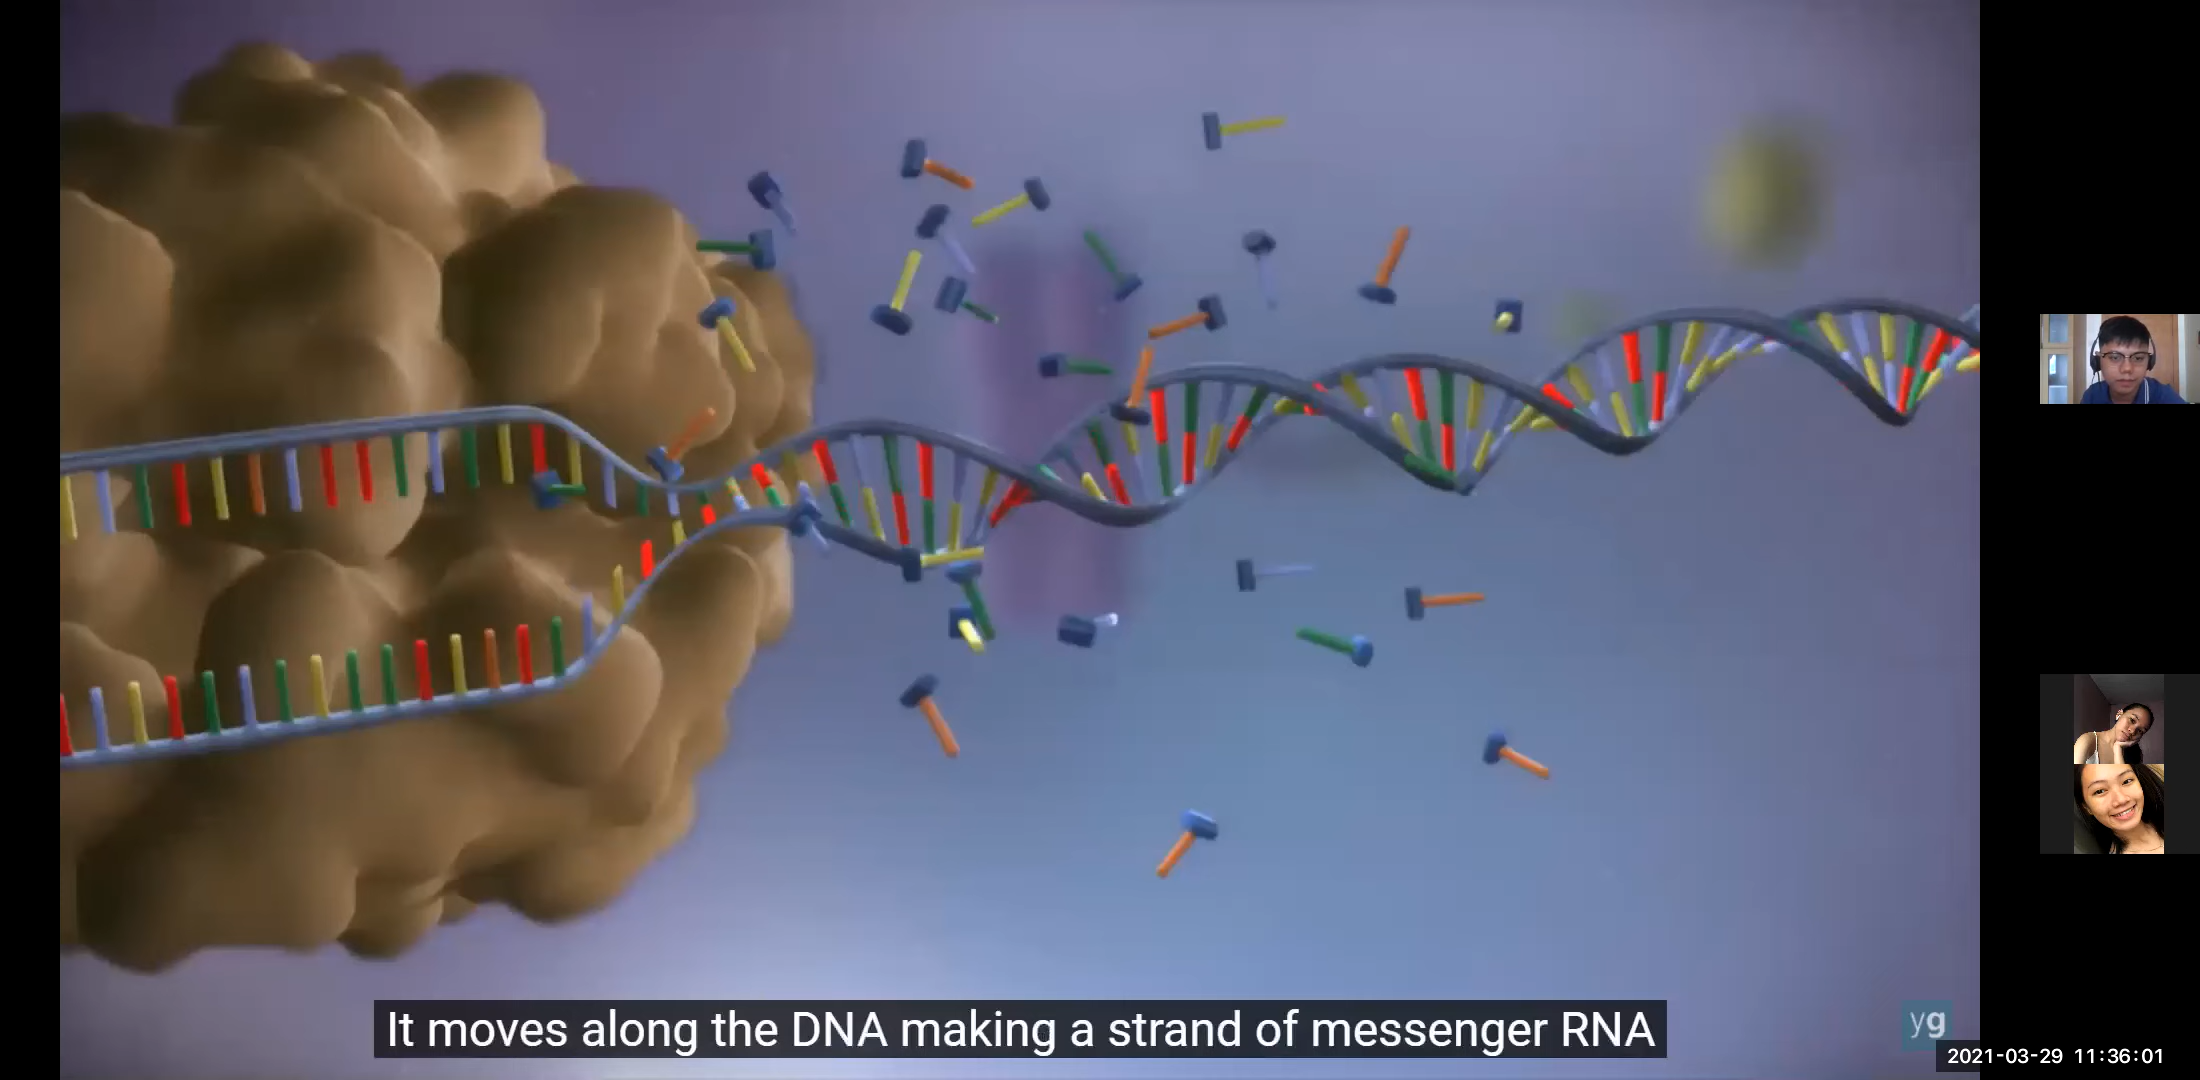 It moves along the DNA making a strand of messenger RNA
yg
2021-03-29 11:36:01